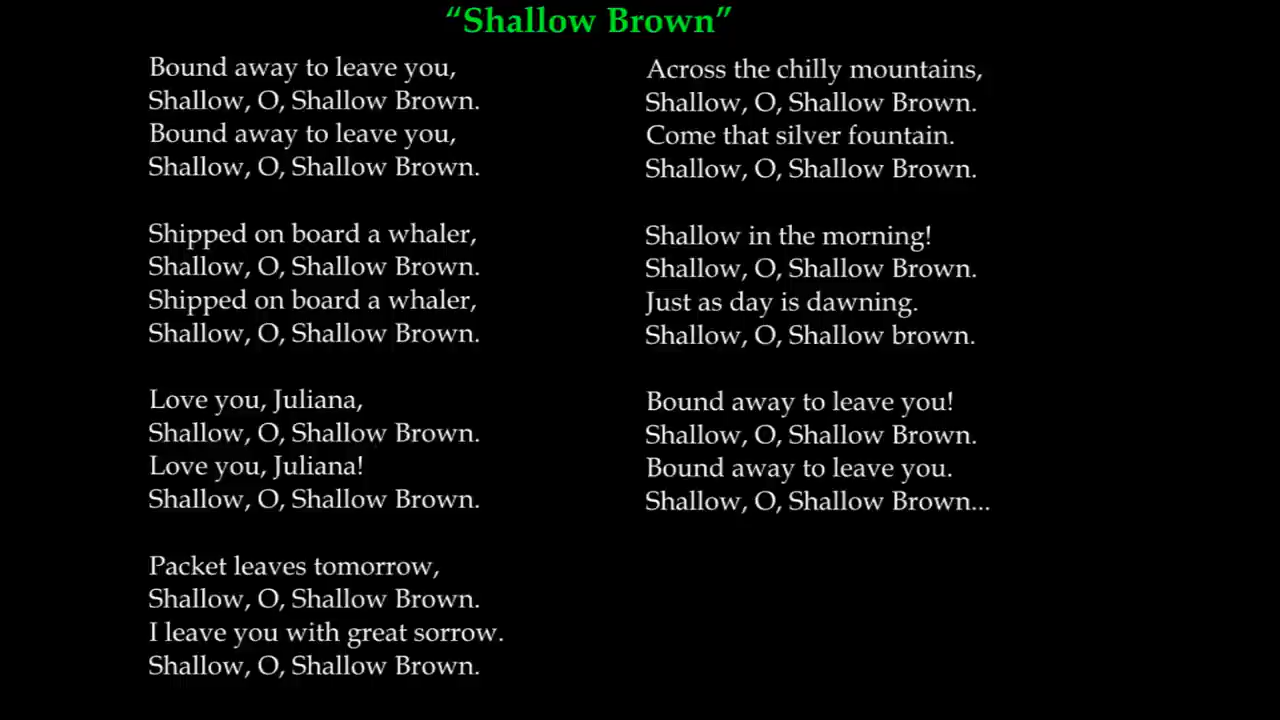 “Shallow Brown”
Bound away to leave you,
Shallow, O, Shallow Brown.
Bound away to leave you,
Shallow, O, Shallow Brown.
Shipped on board a whaler,
Shallow, O, Shallow Brown.
Shipped on board a whaler,
Shallow, O, Shallow Brown.
Love you, Juliana,
Shallow, O, Shallow Brown.
Love you, Juliana!
Shallow, O, Shallow Brown.
Packet leaves tomorrow,
Shallow, O, Shallow Brown.
I leave you with great sorrow.
Shallow, O, Shallow Brown.
Across the chilly mountains,
Shallow, O, Shallow Brown.
Come that silver fountain.
Shallow, O, Shallow Brown.
Shallow in the morning!
Shallow, O, Shallow Brown.
Just as day is dawning.
Shallow, O, Shallow brown.
Bound away to leave you!
Shallow, O, Shallow Brown.
Bound away to leave you.
Shallow, O, Shallow Brown...